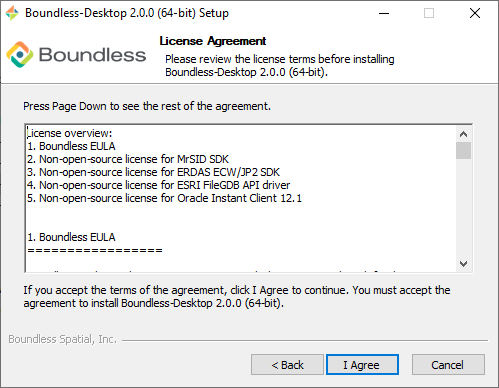 Boundless-Desktop 2.0.0 (64-bit) Setup
Boundless
License Agreement
Please review the license terms before installing
Boundless-Desktop 2.0.0 (64-bit).
Press Page Down to see the rest of the agreement.
License overview:
1. Boundless EULA
2. Non-open-source license for MrSID SDK
3. Non-open-source license for ERDAS ECW/JP2 SDK
4. Non-open-source license for ESRI FileGDB API driver
5. Non-open-source license for Oracle Instant Client 12.1
1. Boundless EULA
=================
If you accept the terms of the agreement, click I Agree to continue. You must accept the
agreement to install Boundless-Desktop 2.0.0 (64-bit).
Boundless Spatial, Inc.
< Back
I Agree
Cancel